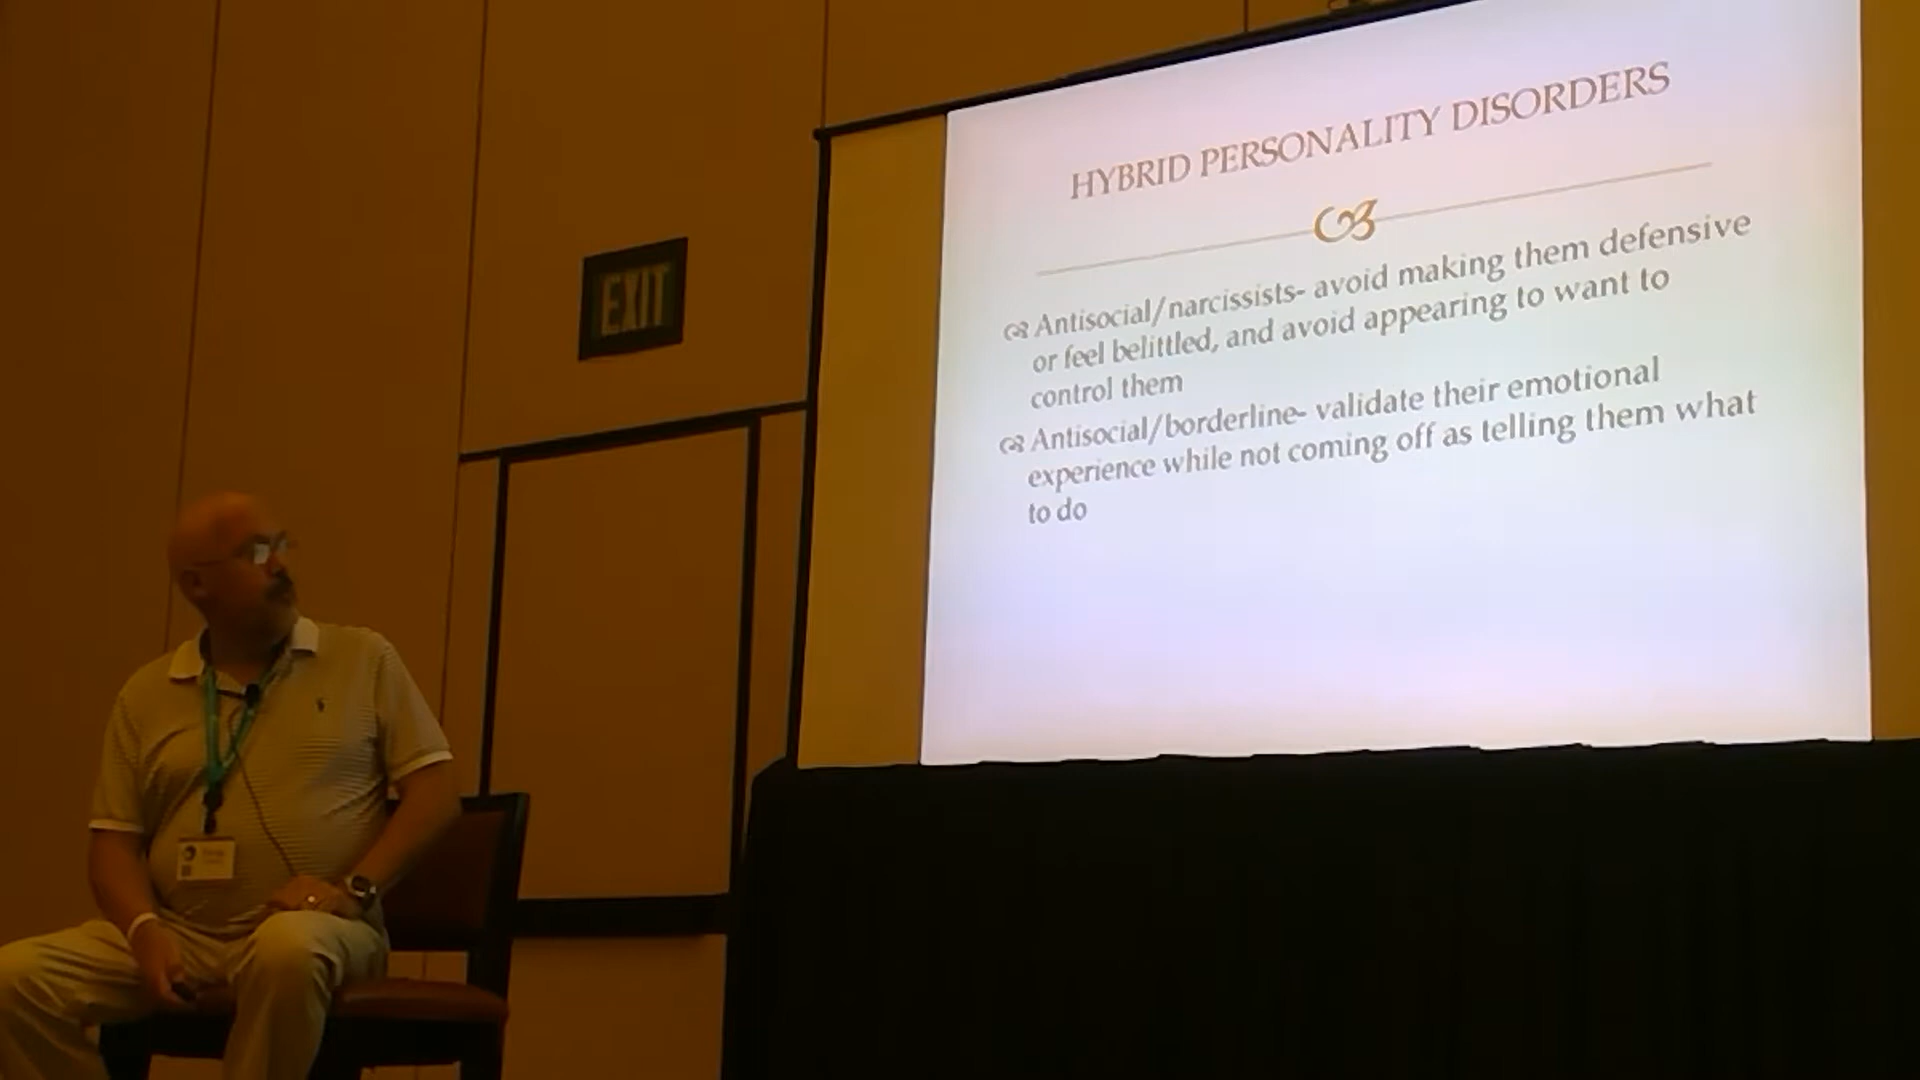 EXIT
HYBRID PERSONALITY DISORDERS
Antisocial/narcissists- avoid making them defensive
or feel belittled, and avoid appearing to want to
control them
Antisocial/borderline- validate their emotional
experience while not coming off as telling them what
to do